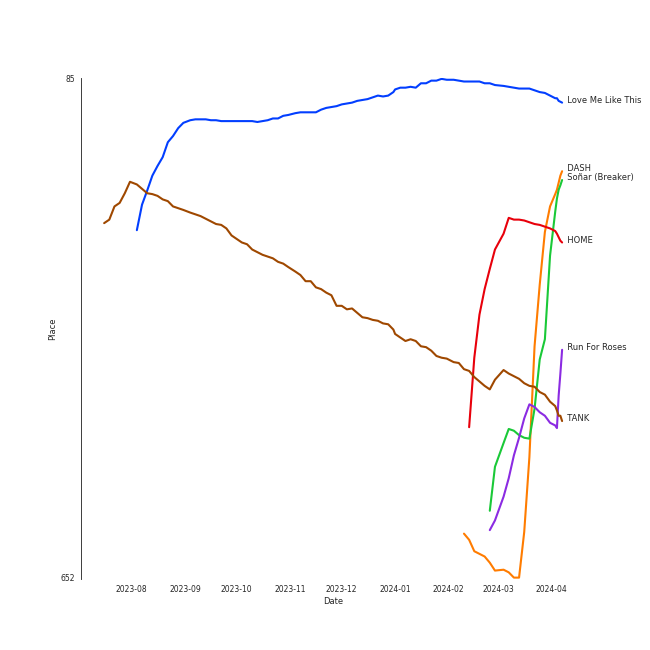 85
Love Me Like This
DASH
Soñar (Breaker)
HOME
Place
Run For Roses
TANK
652
2023-08 2023-09 2023-10 2023-11 2023-12 2024-01 2024-02 2024-03 2024-04
Date